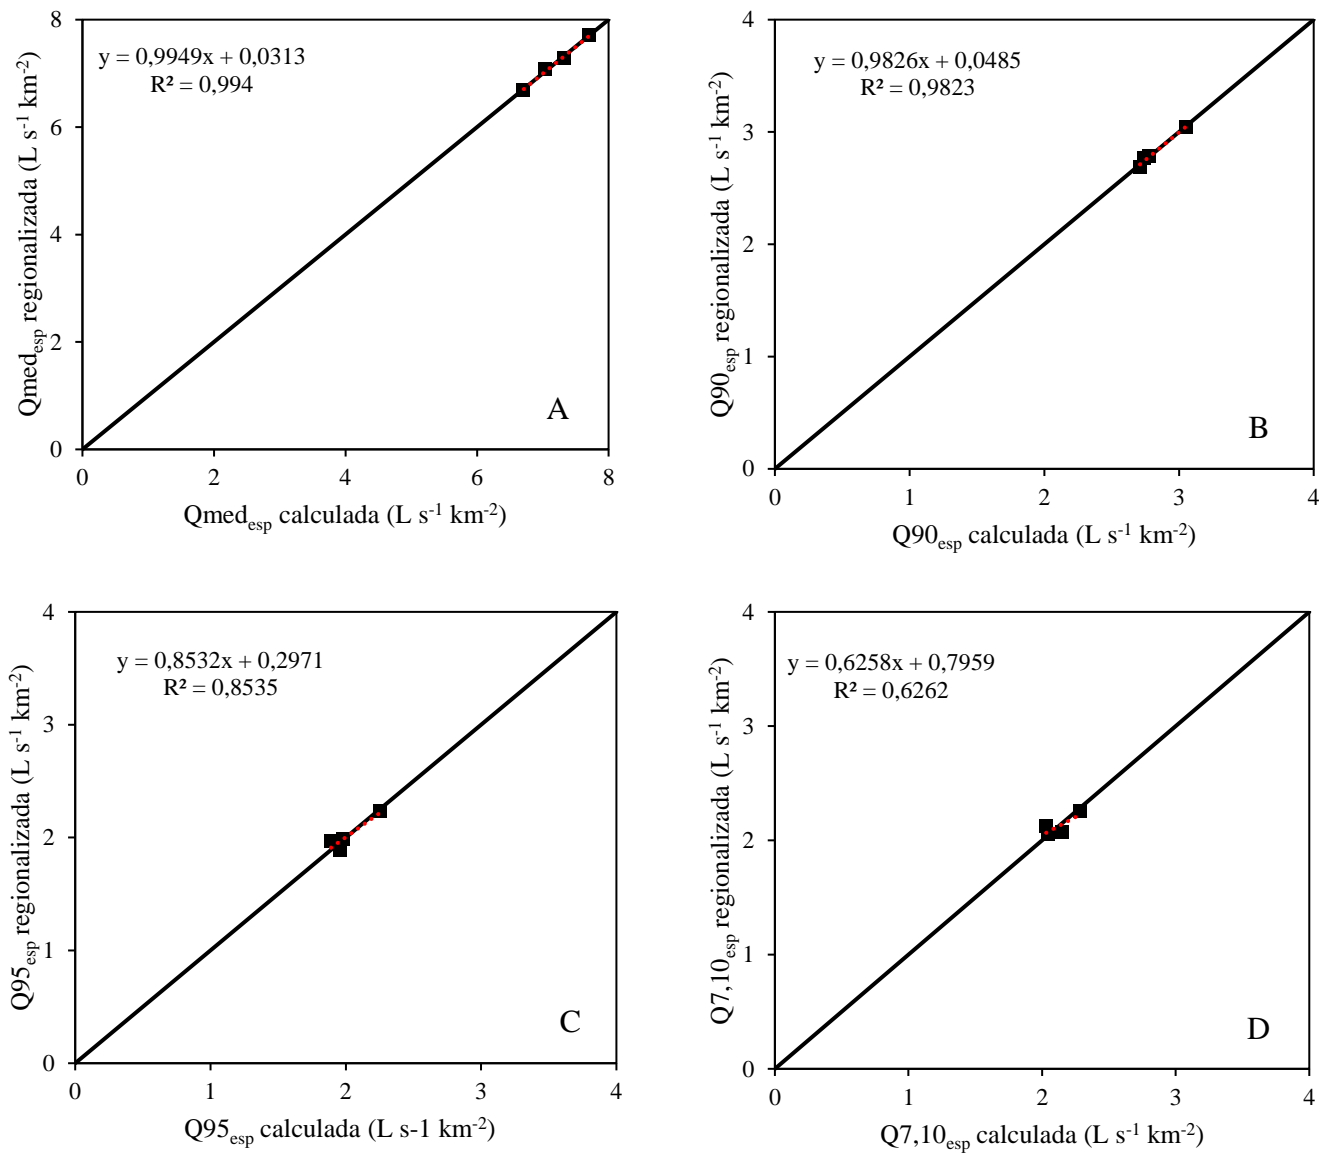 y = 0,9949x + 0,0313
R² = 0,994
Qmed_esp regionalizada (L s⁻¹ km⁻²)
8
6
4
2
0
0 2 4 6 8
A
Qmed_esp calculada (L s⁻¹ km⁻²)
y = 0,9826x + 0,0485
R² = 0,9823
Q90_esp regionalizada (L s⁻¹ km⁻²)
4
3
2
1
0
0 1 2 3 4
B
Q90_esp calculada (L s⁻¹ km⁻²)
y = 0,8532x + 0,2971
R² = 0,8535
Q95_esp regionalizada (L s⁻¹ km⁻²)
4
3
2
1
0
0 1 2 3 4
C
Q95_esp calculada (L s-1 km⁻²)
y = 0,6258x + 0,7959
R² = 0,6262
Q7,10_esp regionalizada (L s⁻¹ km⁻²)
4
3
2
1
0
0 1 2 3 4
D
Q7,10_esp calculada (L s⁻¹ km⁻²)